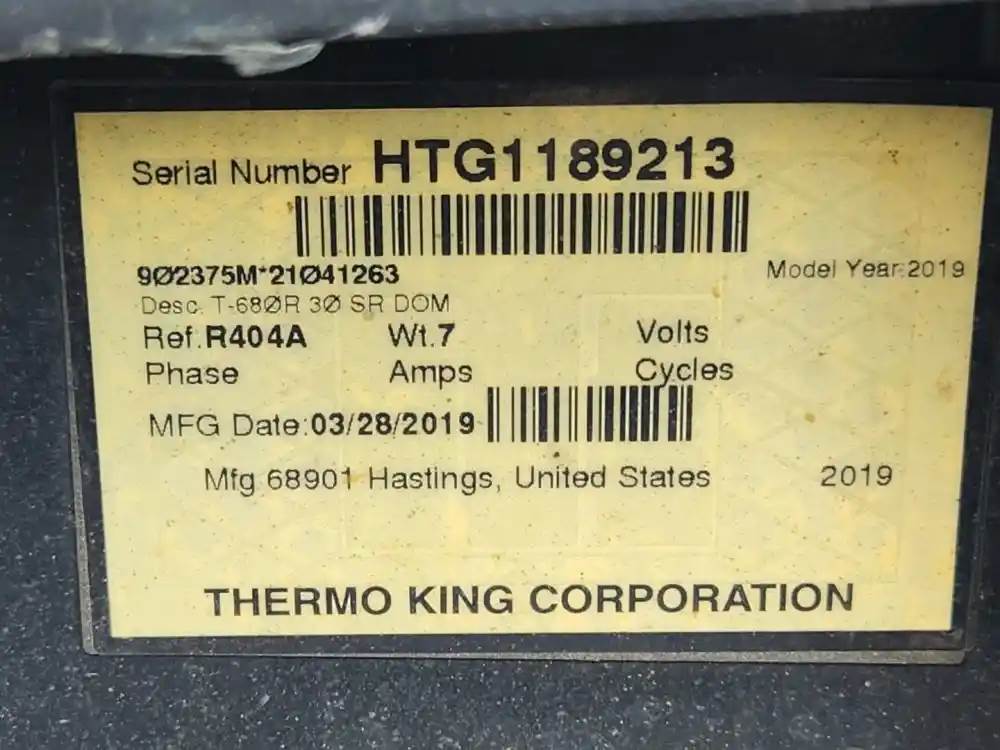 Serial Number HTG1189213
9Ø2375M*21Ø41263
Model Year:2019
Desc. T-68ØR 3Ø SR DOM
Ref.R404A Wt.7 Volts
Phase Amps Cycles
MFG Date:03/28/2019
Mfg 68901 Hastings, United States 2019
THERMO KING CORPORATION